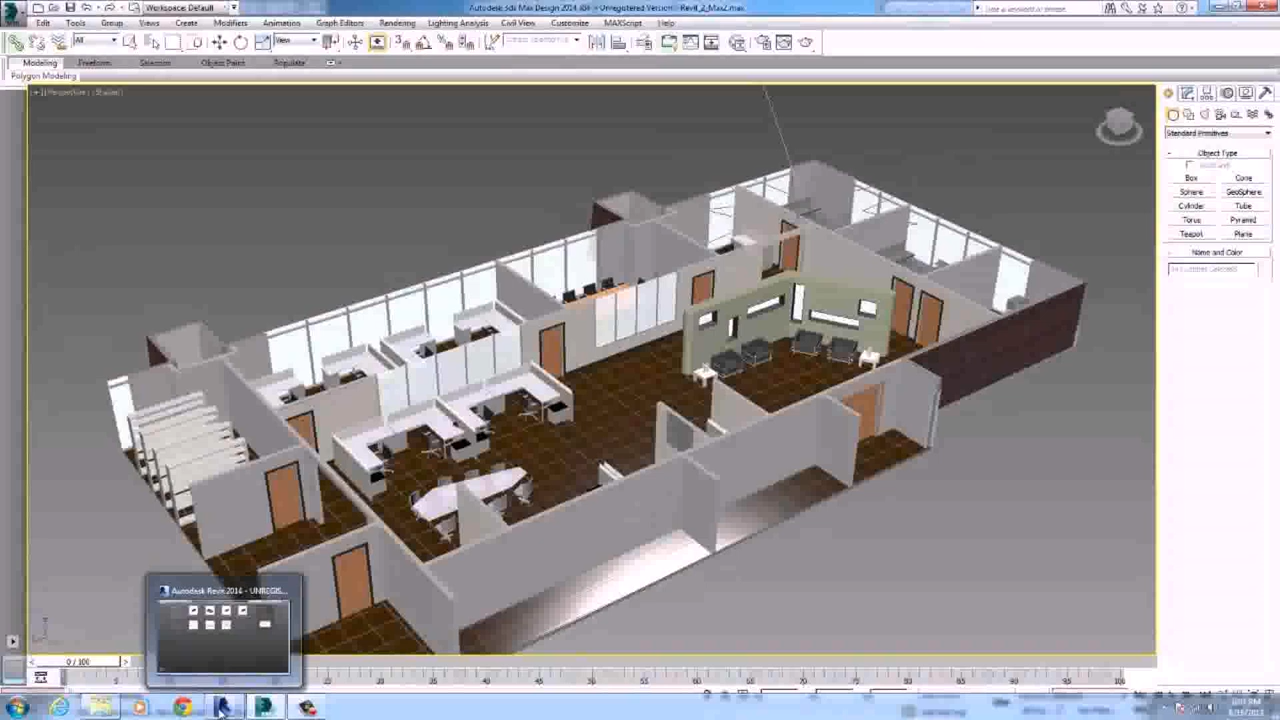 Workspace: Default
Autodesk 3ds Max Design 2014 x64 - Unregistered Version - Revit_2_Max2.max
Edit Tools Group Views Create Modifiers Animation Graph Editors Rendering Lighting Analysis Civil View Customize MAXScript Help
All
View
Modeling Freeform Selection Object Paint Populate
Polygon Modeling
Standard Primitives
Object Type
Box Cone
Sphere GeoSphere
Cylinder Tube
Torus Pyramid
Teapot Plane
Name and Color
Autodesk Revit 2014 - UNREGIS...
0 / 100